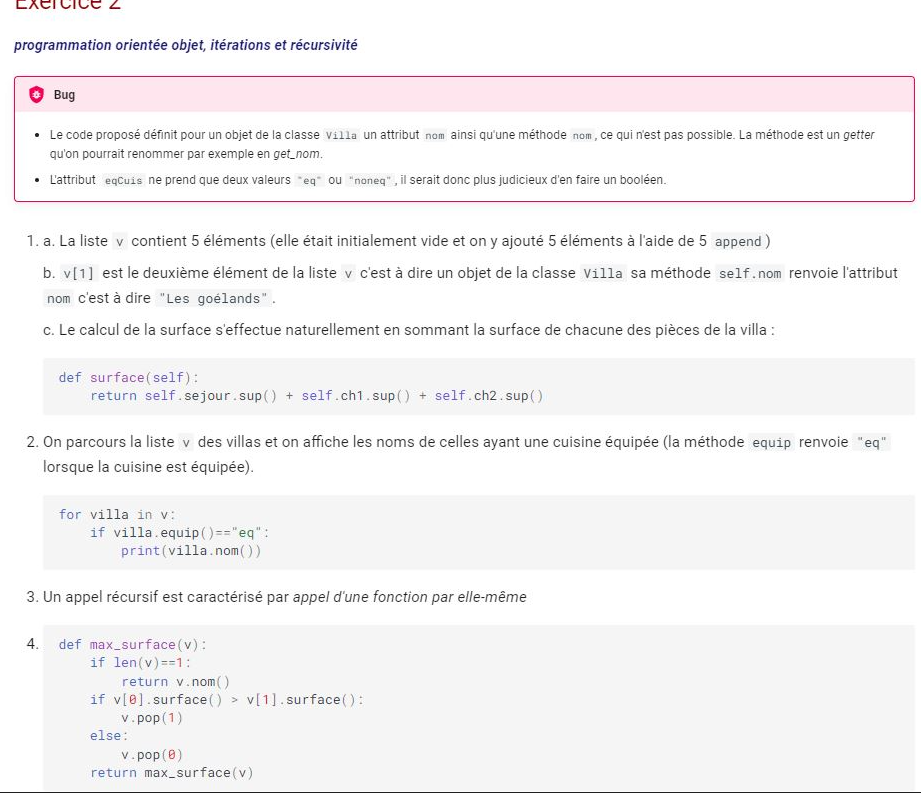 Exercice 2
programmation orientée objet, itérations et récursivité
Bug
• Le code proposé définit pour un objet de la classe Villa un attribut nom ainsi qu'une méthode nom, ce qui n'est pas possible. La méthode est un getter
qu'on pourrait renommer par exemple en get_nom.
• L'attribut eqCuis ne prend que deux valeurs "eq" ou "noneq", il serait donc plus judicieux d'en faire un booléen.
1. a. La liste v contient 5 éléments (elle était initialement vide et on y ajouté 5 éléments à l'aide de 5 append )
b. v[1] est le deuxième élément de la liste v c'est à dire un objet de la classe Villa sa méthode self.nom renvoie l'attribut
nom c'est à dire "Les goélands".
c. Le calcul de la surface s'effectue naturellement en sommant la surface de chacune des pièces de la villa :
def surface(self):
    return self.sejour.sup() + self.ch1.sup() + self.ch2.sup()
2. On parcours la liste v des villas et on affiche les noms de celles ayant une cuisine équipée (la méthode equip renvoie "eq"
lorsque la cuisine est équipée).
for villa in v:
    if villa.equip()=="eq":
        print(villa.nom())
3. Un appel récursif est caractérisé par appel d'une fonction par elle-même
4. def max_surface(v):
    if len(v)==1:
        return v.nom()
    if v[0].surface() > v[1].surface():
        v.pop(1)
    else:
        v.pop(0)
    return max_surface(v)